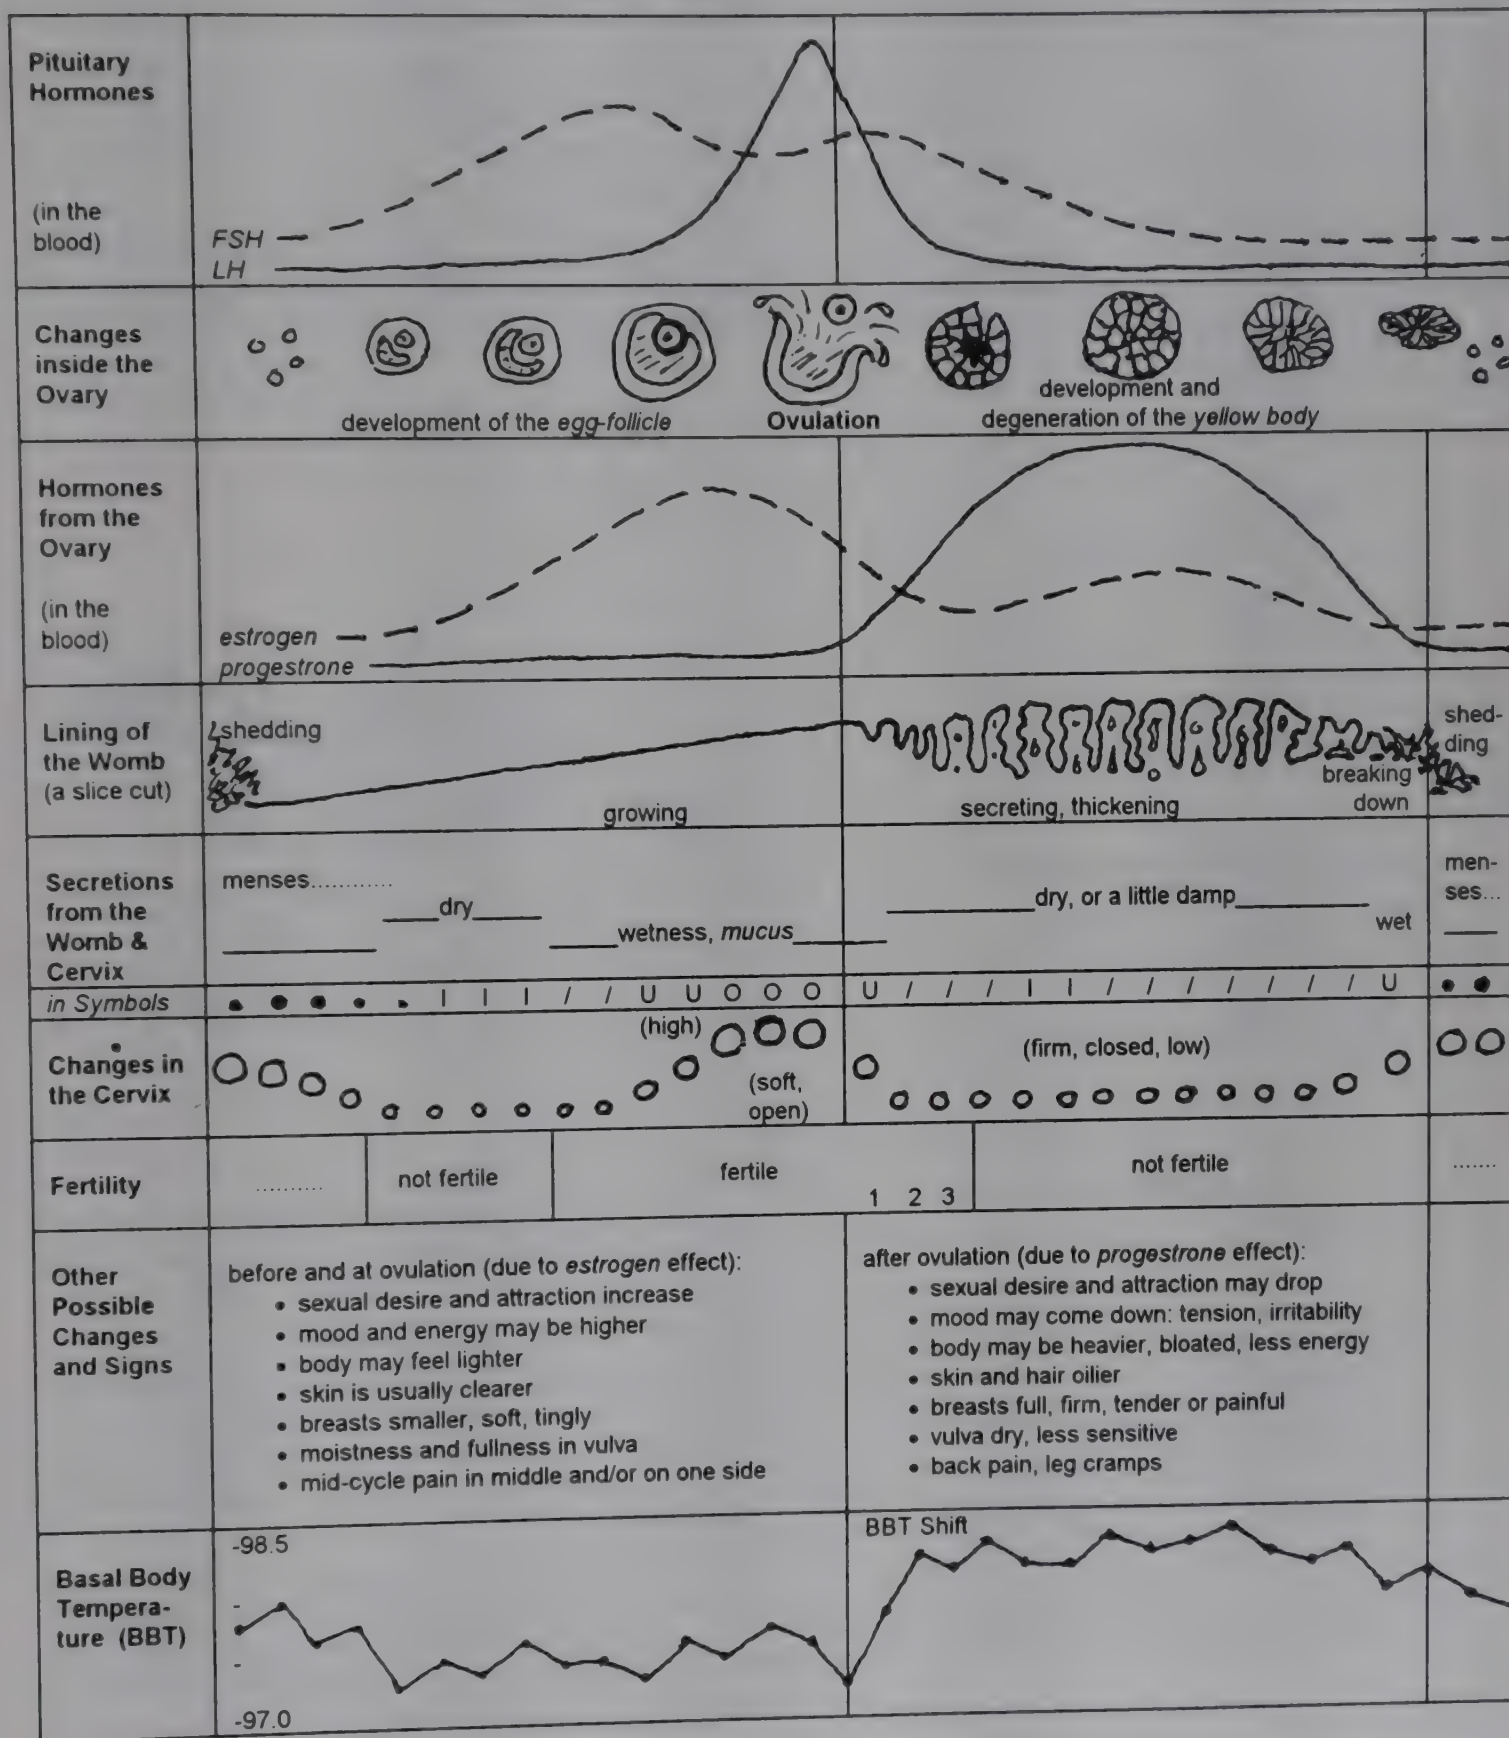 Pituitary
Hormones
(in the
blood)
FSH
LH
Changes
inside the
Ovary
development of the egg-follicle
Ovulation
development and
degeneration of the yellow body
Hormones
from the
Ovary
(in the
blood)
estrogen
progestrone
Lining of
the Womb
(a slice cut)
shedding
growing
secreting, thickening
breaking
down
shed-
ding
Secretions
from the
Womb &
Cervix
menses............
____dry____
____wetness, mucus____
____dry, or a little damp____
wet
men-
ses...
in Symbols
● ● ● ● ● I I I / / U U O O O U / / / I I / / / / / / / U ● ●
Changes in
the Cervix
(high)
(soft,
open)
(firm, closed, low)
Fertility
..........
not fertile
fertile
1 2 3
not fertile
.......
Other
Possible
Changes
and Signs
before and at ovulation (due to estrogen effect):
• sexual desire and attraction increase
• mood and energy may be higher
• body may feel lighter
• skin is usually clearer
• breasts smaller, soft, tingly
• moistness and fullness in vulva
• mid-cycle pain in middle and/or on one side
after ovulation (due to progestrone effect):
• sexual desire and attraction may drop
• mood may come down: tension, irritability
• body may be heavier, bloated, less energy
• skin and hair oilier
• breasts full, firm, tender or painful
• vulva dry, less sensitive
• back pain, leg cramps
Basal Body
Tempera-
ture (BBT)
-98.5
-
-
-97.0
BBT Shift